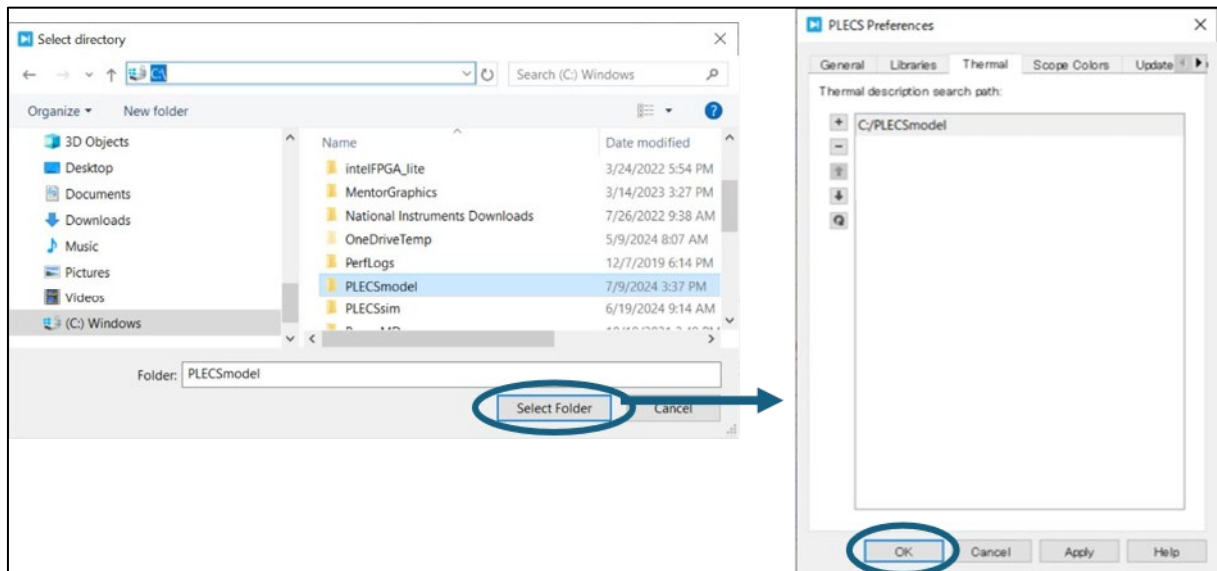 Select directory
C:\
Search (C:) Windows
Organize
New folder
3D Objects
Desktop
Documents
Downloads
Music
Pictures
Videos
(C:) Windows
Name Date modified
intelFPGA_lite 3/24/2022 5:54 PM
MentorGraphics 3/14/2023 3:27 PM
National Instruments Downloads 7/26/2022 9:38 AM
OneDriveTemp 5/9/2024 8:07 AM
PerfLogs 12/7/2019 6:14 PM
PLECSmodel 7/9/2024 3:37 PM
PLECSsim 6/19/2024 9:14 AM
Folder: PLECSmodel
Select Folder Cancel
PLECS Preferences
General Libraries Thermal Scope Colors Update
Thermal description search path:
C:/PLECSmodel
OK Cancel Apply Help